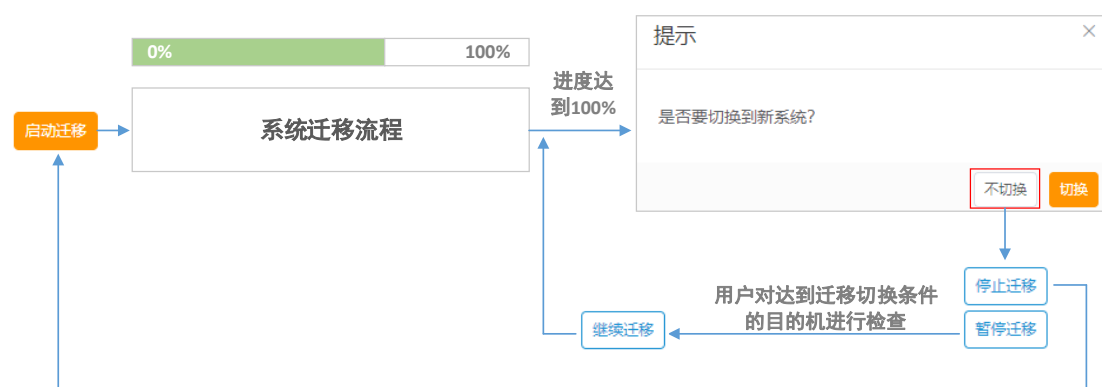 0% 100%
提示
进度达
到100%
启动迁移
系统迁移流程
是否要切换到新系统？
不切换
切换
停止迁移
用户对达到迁移切换条件
的目的机进行检查
继续迁移
暂停迁移